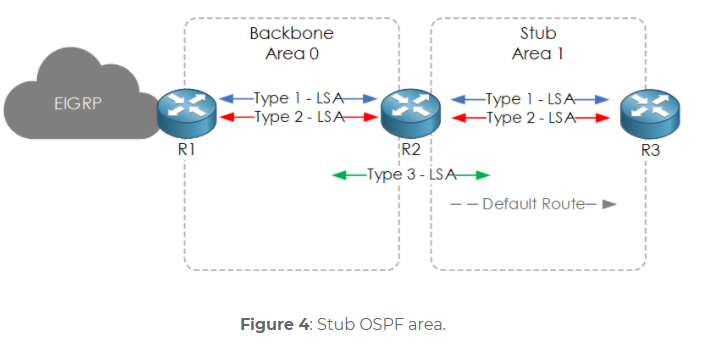 Backbone
Area 0
Stub
Area 1
EIGRP
Type 1 - LSA
Type 2 - LSA
Type 1 - LSA
Type 2 - LSA
R1
R2
R3
Type 3 - LSA
Default Route
Figure 4: Stub OSPF area.